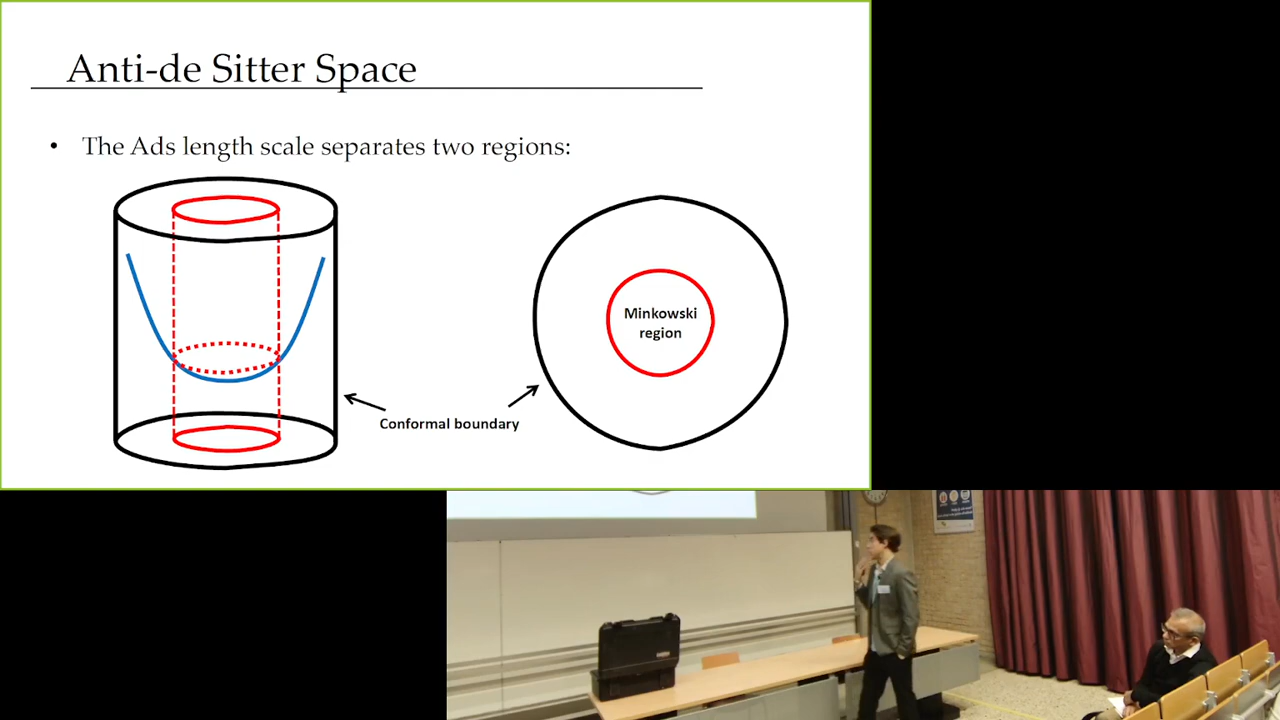 Anti-de Sitter Space
• The Ads length scale separates two regions:
Minkowski
region
Conformal boundary